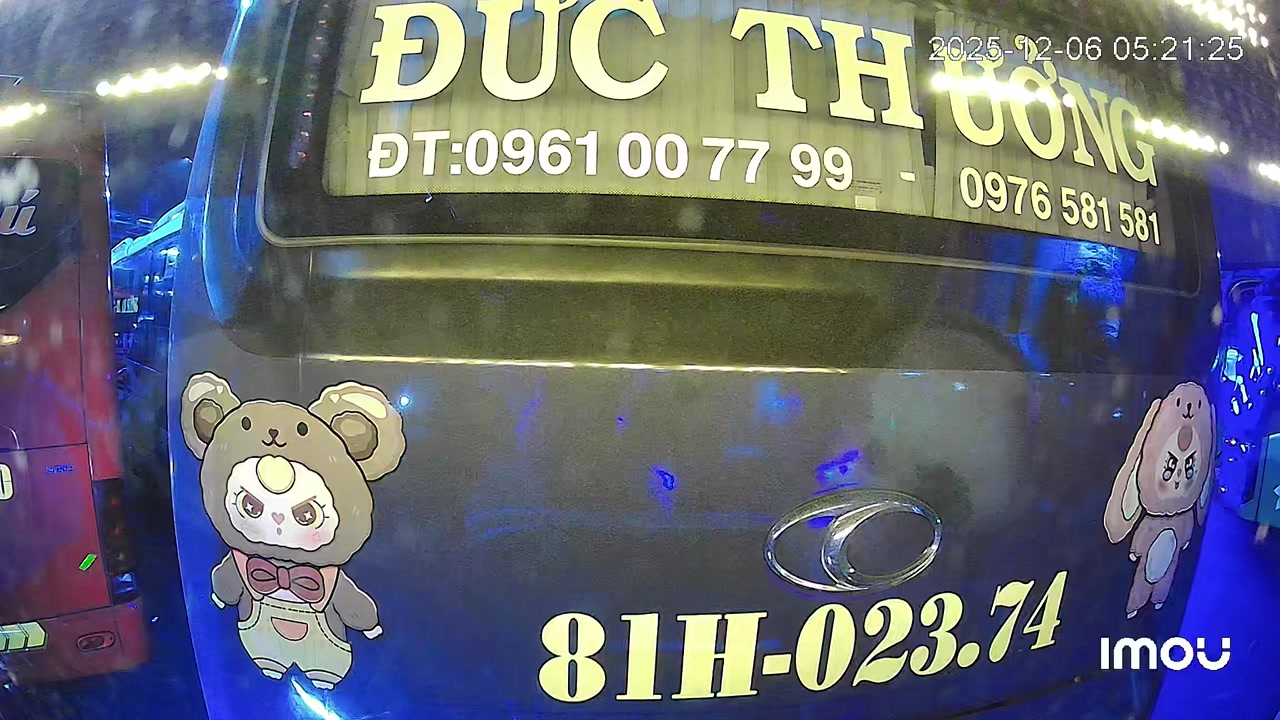 2025-12-06 05:21:25
ĐỨC THƯỞNG
ĐT:0961 00 77 99 - 0976 581 581
ú
81H-023.74
imou